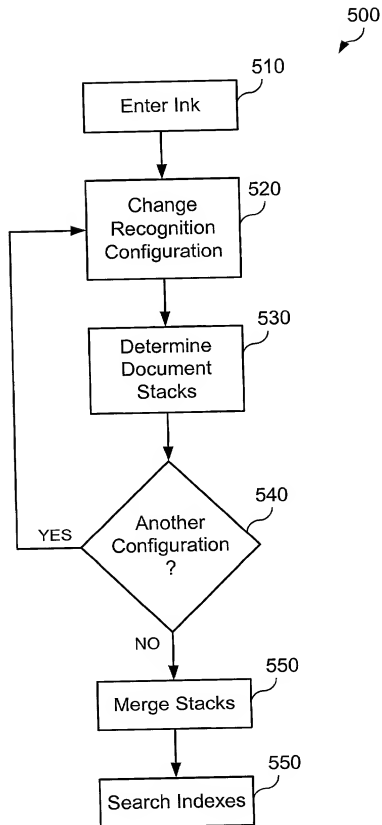 500
510
Enter Ink
520
Change
Recognition
Configuration
530
Determine
Document
Stacks
540
Another
Configuration
?
YES
NO
550
Merge Stacks
550
Search Indexes